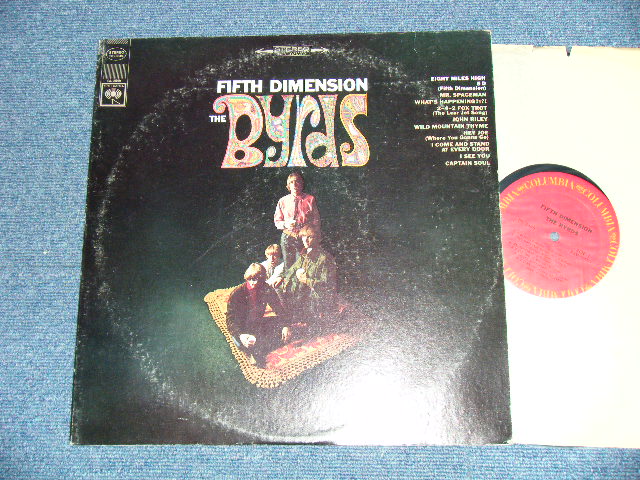 STEREO
FIFTH DIMENSION
THE BYRDS
EIGHT MILES HIGH
5 D
(Fifth Dimension)
MR. SPACEMAN
WHAT'S HAPPENING?!?!
2-4-2 FOX TROT
(The Lear Jet Song)
JOHN RILEY
WILD MOUNTAIN THYME
HEY JOE
(Where You Gonna Go)
I COME AND STAND
AT EVERY DOOR
I SEE YOU
CAPTAIN SOUL
COLUMBIA
COLUMBIA
FIFTH DIMENSION
THE BYRDS